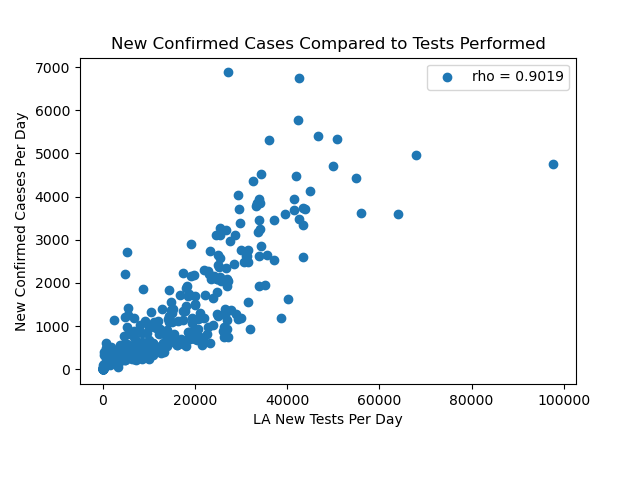 New Confirmed Cases Compared to Tests Performed
rho = 0.9019
7000
6000
5000
4000
3000
2000
1000
0
New Confirmed Caeses Per Day
0 20000 40000 60000 80000 100000
LA New Tests Per Day